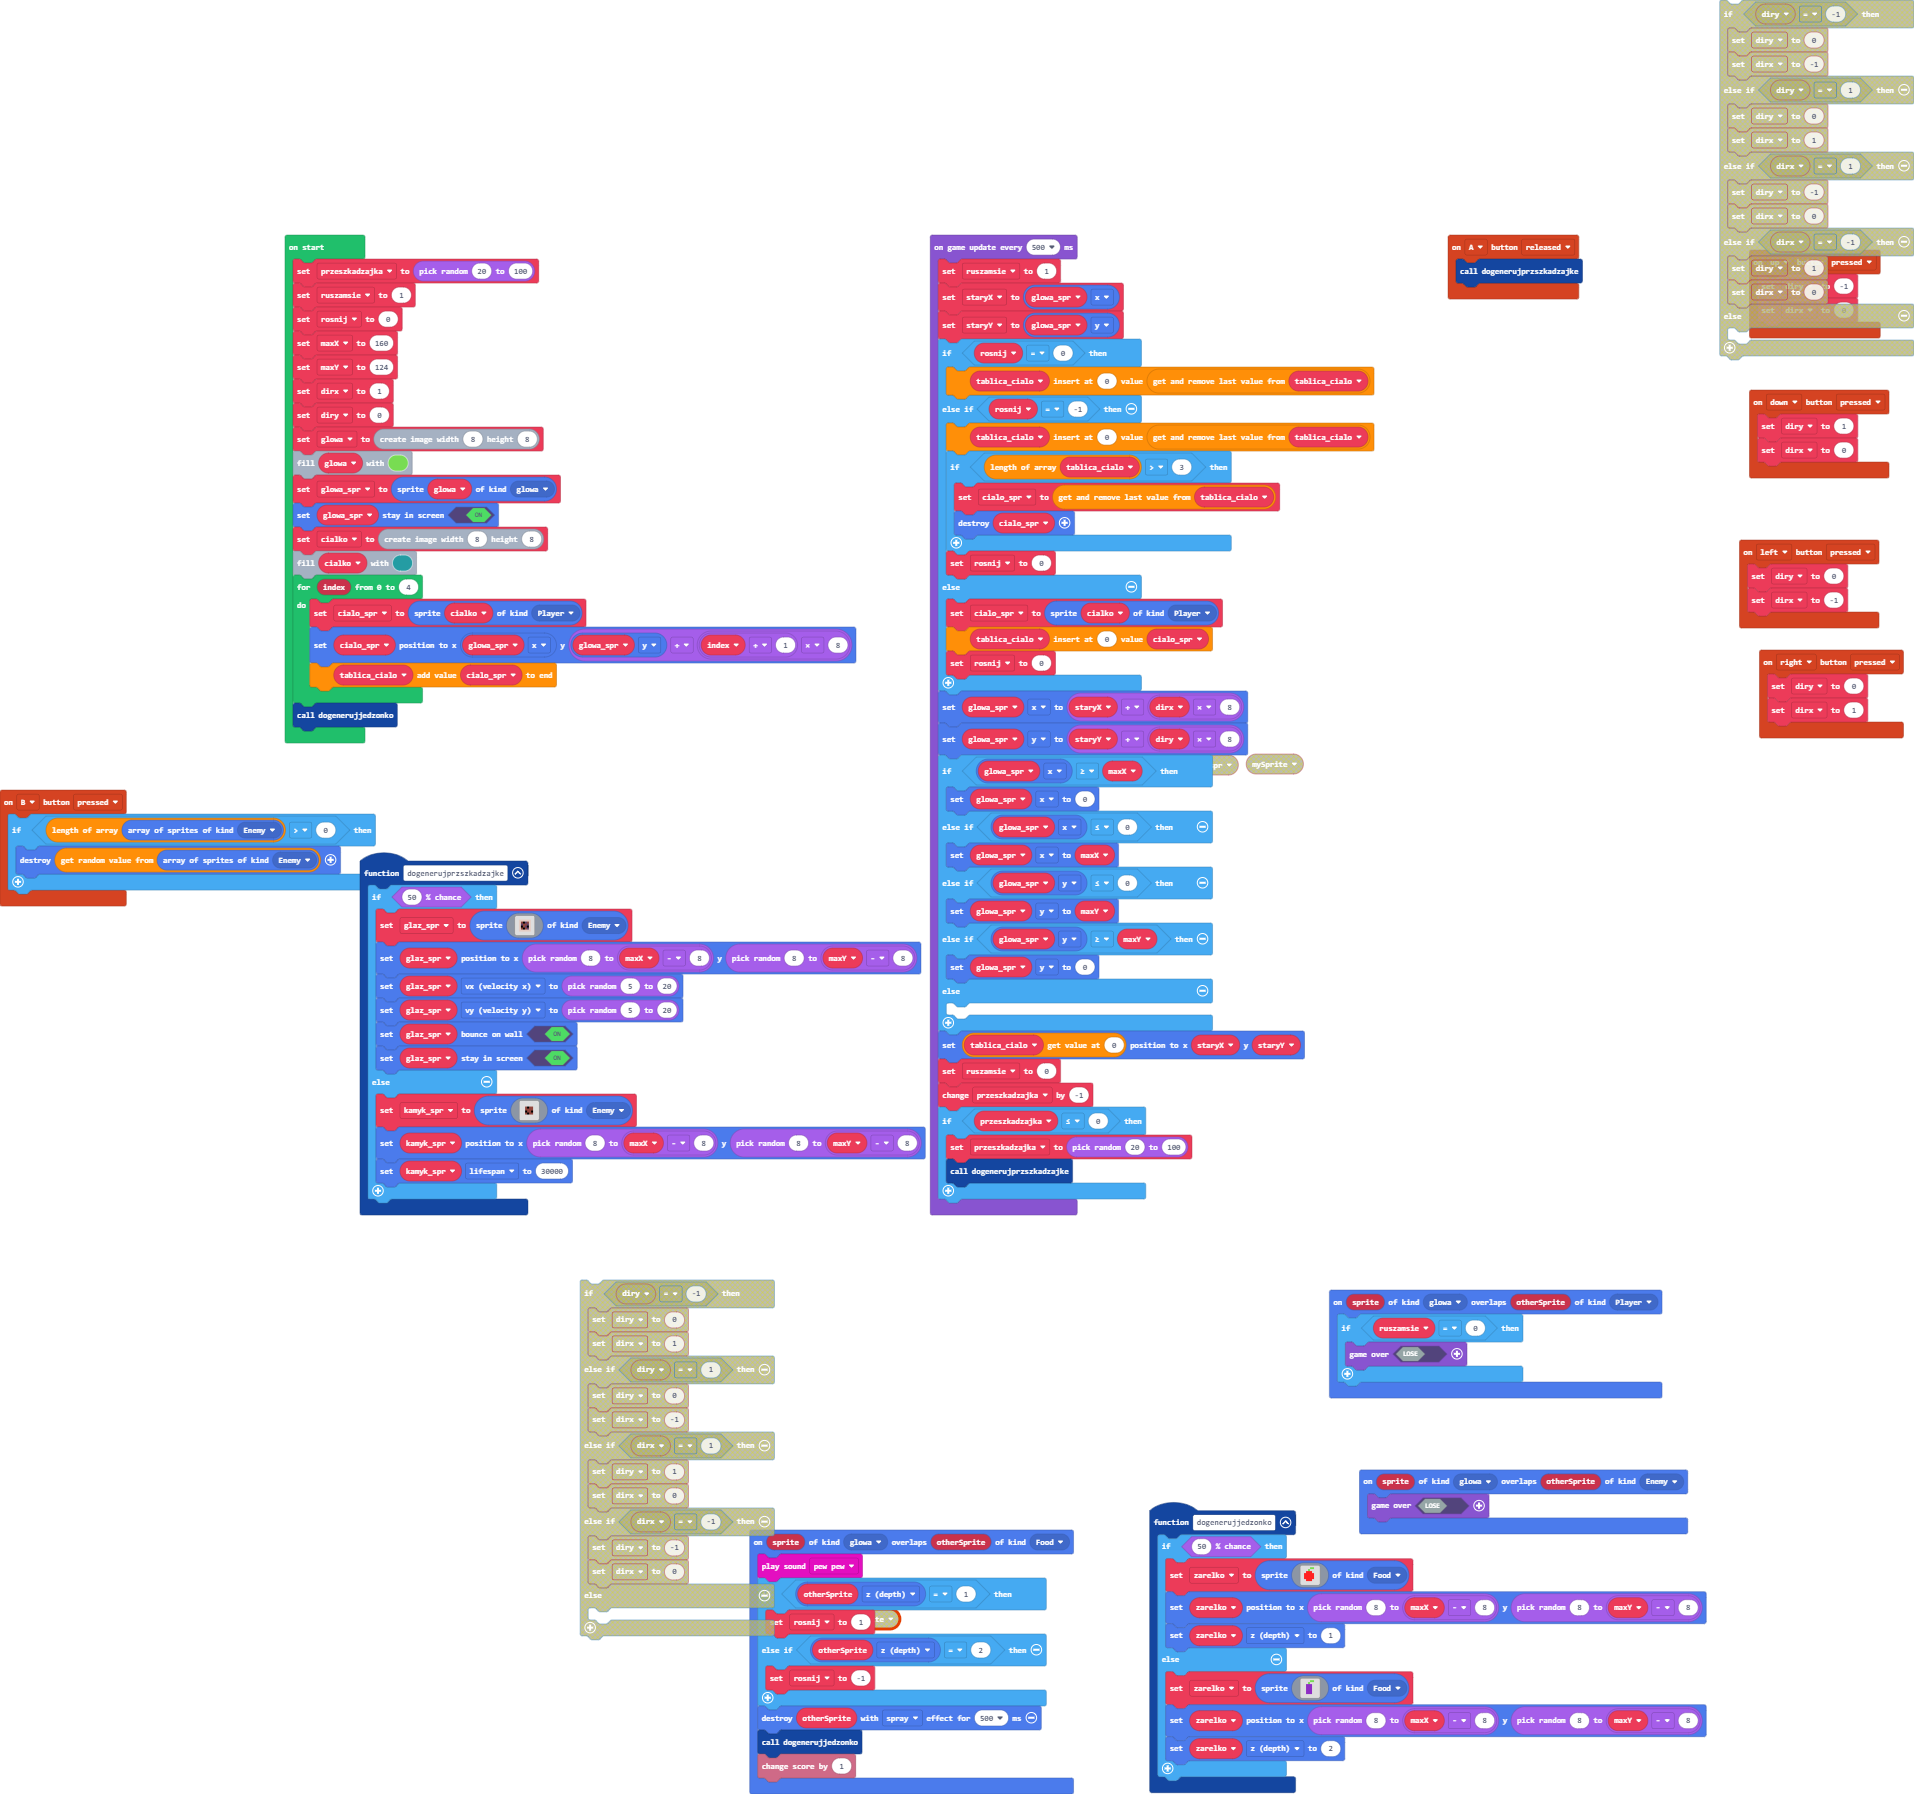 on start
set przeszkadzajka to pick random 20 to 100
set ruszamsie to 1
set rosnij to 0
set maxX to 160
set maxY to 124
set dirx to 1
set diry to 0
set glowa to create image width 8 height 8
fill glowa with
set glowa_spr to sprite glowa of kind glowa
set glowa_spr stay in screen ON
set cialko to create image width 8 height 8
fill cialko with
for index from 0 to 4
do
set cialo_spr to sprite cialko of kind Player
set cialo_spr position to x glowa_spr x y glowa_spr y + index + 1 × 8
tablica_cialo add value cialo_spr to end
call dogenerujjedzonko
on B button pressed
if length of array array of sprites of kind Enemy > 0 then
destroy get random value from array of sprites of kind Enemy
function dogenerujprzszkadzajke
if 50 % chance then
set glaz_spr to sprite of kind Enemy
set glaz_spr position to x pick random 8 to maxX - 8 y pick random 8 to maxY - 8
set glaz_spr vx (velocity x) to pick random 5 to 20
set glaz_spr vy (velocity y) to pick random 5 to 20
set glaz_spr bounce on wall ON
set glaz_spr stay in screen ON
else
set kamyk_spr to sprite of kind Enemy
set kamyk_spr position to x pick random 8 to maxX - 8 y pick random 8 to maxY - 8
set kamyk_spr lifespan to 30000
on game update every 500 ms
set ruszamsie to 1
set staryX to glowa_spr x
set staryY to glowa_spr y
if rosnij = 0 then
tablica_cialo insert at 0 value get and remove last value from tablica_cialo
else if rosnij = -1 then
tablica_cialo insert at 0 value get and remove last value from tablica_cialo
if length of array tablica_cialo > 3 then
set cialo_spr to get and remove last value from tablica_cialo
destroy cialo_spr
set rosnij to 0
else
set cialo_spr to sprite cialko of kind Player
tablica_cialo insert at 0 value cialo_spr
set rosnij to 0
set glowa_spr x to staryX + dirx × 8
set glowa_spr y to staryY + diry × 8
if glowa_spr x ≥ maxX then
pr mySprite
set glowa_spr x to 0
else if glowa_spr x ≤ 0 then
set glowa_spr x to maxX
else if glowa_spr y ≤ 0 then
set glowa_spr y to maxY
else if glowa_spr y ≥ maxY then
set glowa_spr y to 0
else
set tablica_cialo get value at 0 position to x staryX y staryY
set ruszamsie to 0
change przeszkadzajka by -1
if przeszkadzajka ≤ 0 then
set przeszkadzajka to pick random 20 to 100
call dogenerujprzszkadzajke
on A button released
call dogenerujprzszkadzajke
if diry = -1 then
set diry to 0
set dirx to -1
else if diry = 1 then
set diry to 0
set dirx to 1
else if dirx = 1 then
set diry to -1
set dirx to 0
else if dirx = -1 then
set diry to 1
set dirx to 0
else
pressed
-1
on down button pressed
set diry to 1
set dirx to 0
on left button pressed
set diry to 0
set dirx to -1
on right button pressed
set diry to 0
set dirx to 1
if diry = -1 then
set diry to 0
set dirx to 1
else if diry = 1 then
set diry to 0
set dirx to -1
else if dirx = 1 then
set diry to 1
set dirx to 0
else if dirx = -1 then
set diry to -1
set dirx to 0
else
on sprite of kind glowa overlaps otherSprite of kind Food
play sound pew pew
otherSprite z (depth) = 1 then
set rosnij to 1
else if otherSprite z (depth) = 2 then
set rosnij to -1
destroy otherSprite with spray effect for 500 ms
call dogenerujjedzonko
change score by 1
on sprite of kind glowa overlaps otherSprite of kind Player
if ruszamsie = 0 then
game over LOSE
on sprite of kind glowa overlaps otherSprite of kind Enemy
game over LOSE
function dogenerujjedzonko
if 50 % chance then
set zarelko to sprite of kind Food
set zarelko position to x pick random 8 to maxX - 8 y pick random 8 to maxY - 8
set zarelko z (depth) to 1
else
set zarelko to sprite of kind Food
set zarelko position to x pick random 8 to maxX - 8 y pick random 8 to maxY - 8
set zarelko z (depth) to 2